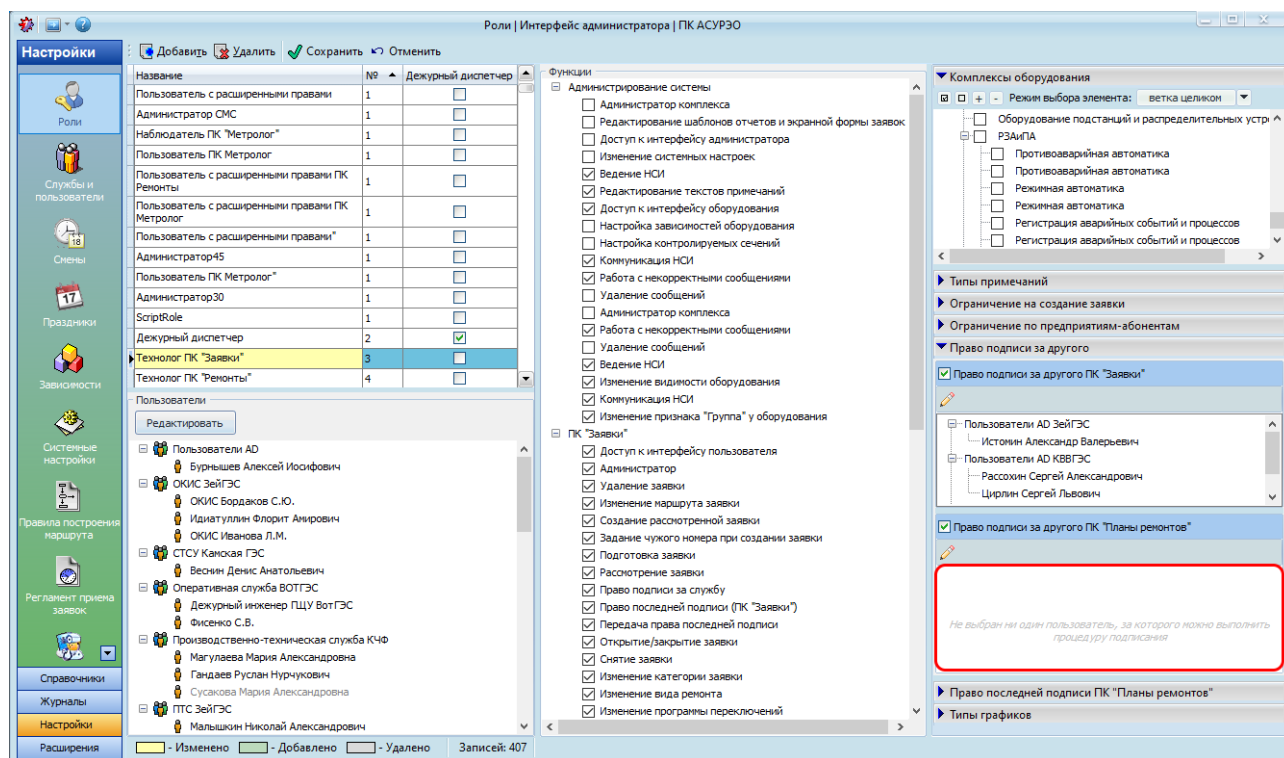 Роли | Интерфейс администратора | ПК АСУРЭО
Настройки
Добавить Удалить Сохранить Отменить
Роли
Службы и
пользователи
18
Смены
17
Праздники
Зависимости
Системные
настройки
Правила построения
маршрута
Регламент приема
заявок
Справочники
Журналы
Настройки
Расширения
Название № Дежурный диспетчер
Пользователь с расширенными правами 1
Администратор СМС 1
Наблюдатель ПК "Метролог" 1
Пользователь ПК Метролог 1
Пользователь с расширенными правами ПК
Ремонты 1
Пользователь с расширенными правами ПК
Метролог 1
Пользователь с расширенными правами" 1
Администратор45 1
Пользователь ПК Метролог" 1
Администратор30 1
ScriptRole 1
Дежурный диспетчер 2
Технолог ПК "Заявки" 3
Технолог ПК "Ремонты" 4
Пользователи
Редактировать
Пользователи AD
Бурнышев Алексей Иосифович
ОКИС ЗейГЭС
ОКИС Бордаков С.Ю.
Идиатуллин Флорит Амирович
ОКИС Иванова Л.М.
СТСУ Камская ГЭС
Веснин Денис Анатольевич
Оперативная служба ВОТГЭС
Дежурный инженер ПЩУ ВотГЭС
Фисенко С.В.
Производственно-техническая служба КЧФ
Магулаева Мария Александровна
Гандаев Руслан Нурчукович
Сусакова Мария Александровна
ПТС ЗейГЭС
Малышкин Николай Александрович
- Изменено - Добавлено - Удалено Записей: 407
Функции
Администрирование системы
Администратор комплекса
Редактирование шаблонов отчетов и экранной формы заявок
Доступ к интерфейсу администратора
Изменение системных настроек
Ведение НСИ
Редактирование текстов примечаний
Доступ к интерфейсу оборудования
Настройка зависимостей оборудования
Настройка контролируемых сечений
Коммуникация НСИ
Работа с некорректными сообщениями
Удаление сообщений
Администратор комплекса
Работа с некорректными сообщениями
Удаление сообщений
Ведение НСИ
Изменение видимости оборудования
Коммуникация НСИ
Изменение признака "Группа" у оборудования
ПК "Заявки"
Доступ к интерфейсу пользователя
Администратор
Удаление заявки
Изменение маршрута заявки
Создание рассмотренной заявки
Задание чужого номера при создании заявки
Подготовка заявки
Рассмотрение заявки
Право подписи за службу
Право последней подписи (ПК "Заявки")
Передача права последней подписи
Открытие/закрытие заявки
Снятие заявки
Изменение категории заявки
Изменение вида ремонта
Изменение программы переключений
Комплексы оборудования
Режим выбора элемента: ветка целиком
Оборудование подстанций и распределительных устр
РЗАиПА
Противоаварийная автоматика
Противоаварийная автоматика
Режимная автоматика
Режимная автоматика
Регистрация аварийных событий и процессов
Регистрация аварийных событий и процессов
Типы примечаний
Ограничение на создание заявки
Ограничение по предприятиям-абонентам
Право подписи за другого
Право подписи за другого ПК "Заявки"
Пользователи AD ЗейГЭС
Истомин Александр Валерьевич
Пользователи AD КВВГЭС
Рассохин Сергей Александрович
Цирлин Сергей Львович
Право подписи за другого ПК "Планы ремонтов"
Не выбран ни один пользователь, за которого можно выполнить
процедуру подписания
Право последней подписи ПК "Планы ремонтов"
Типы графиков